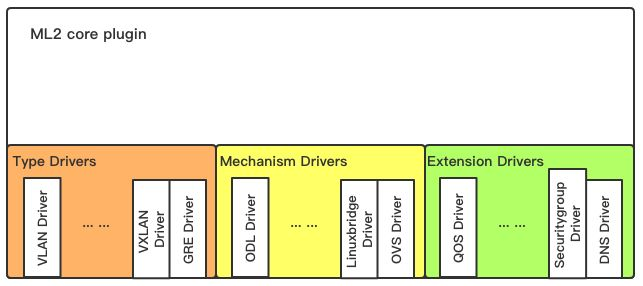 ML2 core plugin
Type Drivers
VLAN Driver
... ...
VXLAN
Driver
GRE Driver
Mechanism Drivers
ODL Driver
... ...
Linuxbridge
Driver
OVS Driver
Extension Drivers
QOS Driver
... ...
Securitygroup
Driver
DNS Driver